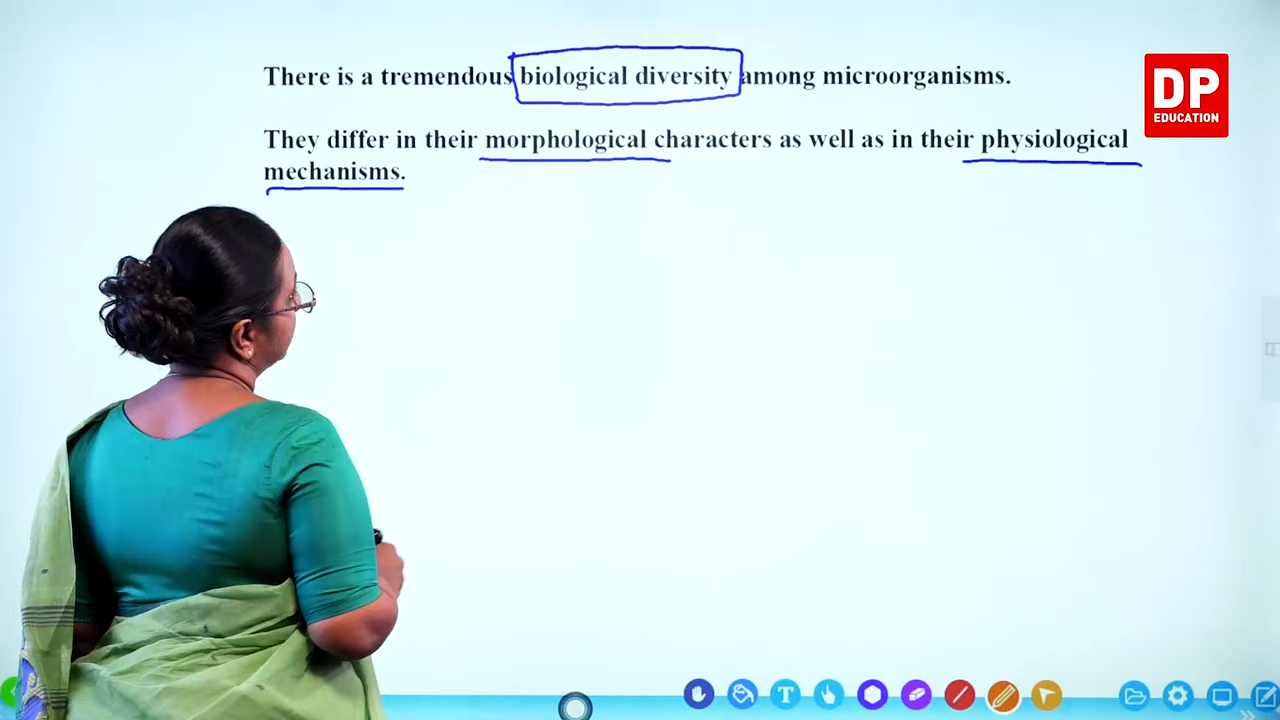 There is a tremendous biological diversity among microorganisms.
They differ in their morphological characters as well as in their physiological
mechanisms.
DP
EDUCATION
T